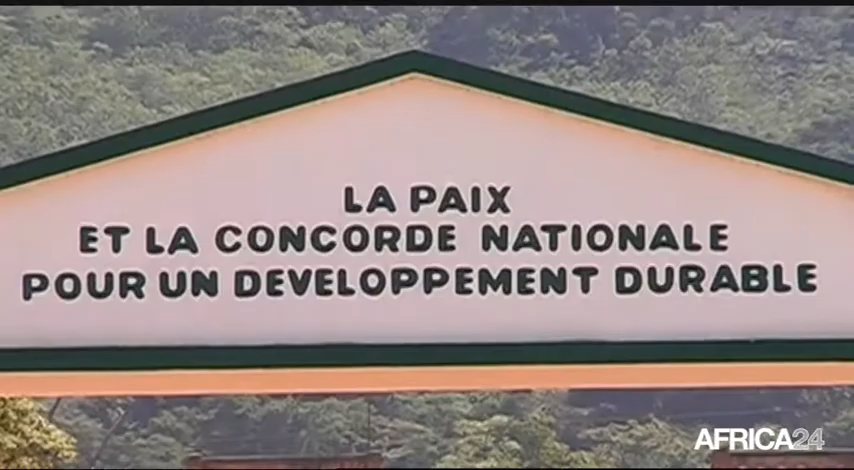 LA PAIX
ET LA CONCORDE NATIONALE
POUR UN DEVELOPPEMENT DURABLE
AFRICA24